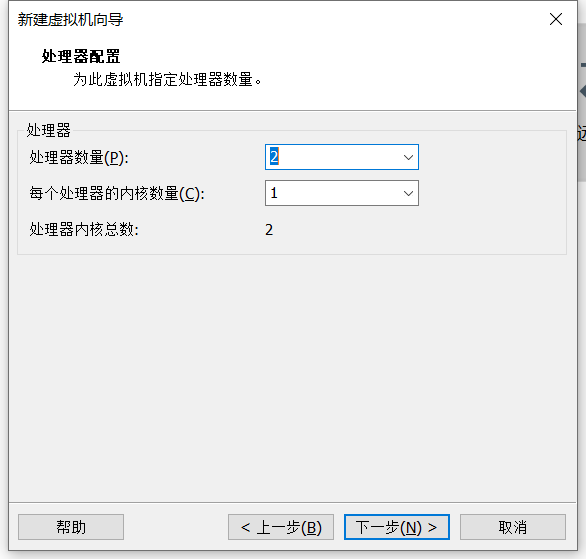 新建虚拟机向导
处理器配置
为此虚拟机指定处理器数量。
处理器
处理器数量(P): 2
每个处理器的内核数量(C): 1
处理器内核总数: 2
帮助 < 上一步(B) 下一步(N) > 取消